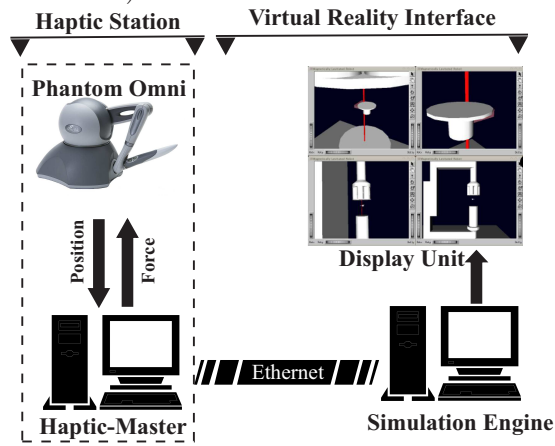 Haptic Station
Virtual Reality Interface
Phantom Omni
Position
Force
Display Unit
Ethernet
Haptic-Master
Simulation Engine